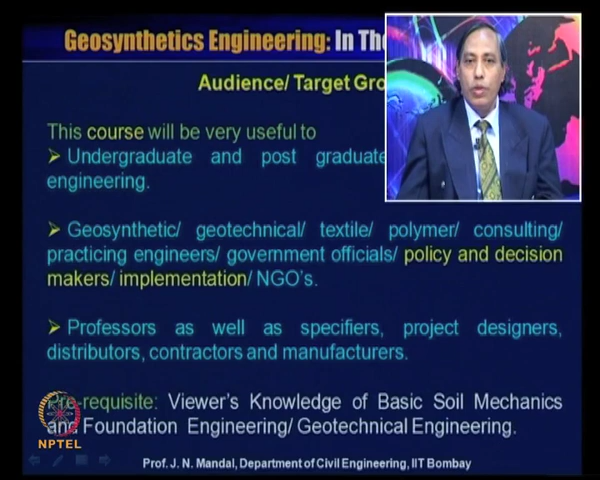 Geosynthetics Engineering: In The
Audience/ Target Gro
This course will be very useful to
➢ Undergraduate and post graduate
engineering.
➢ Geosynthetic/ geotechnical/ textile/ polymer/ consulting/
practicing engineers/ government officials/ policy and decision
makers/ implementation/ NGO's.
➢ Professors as well as specifiers, project designers,
distributors, contractors and manufacturers.
Pre-requisite: Viewer's Knowledge of Basic Soil Mechanics
and Foundation Engineering/ Geotechnical Engineering.
NPTEL
Prof. J. N. Mandal, Department of Civil Engineering, IIT Bombay